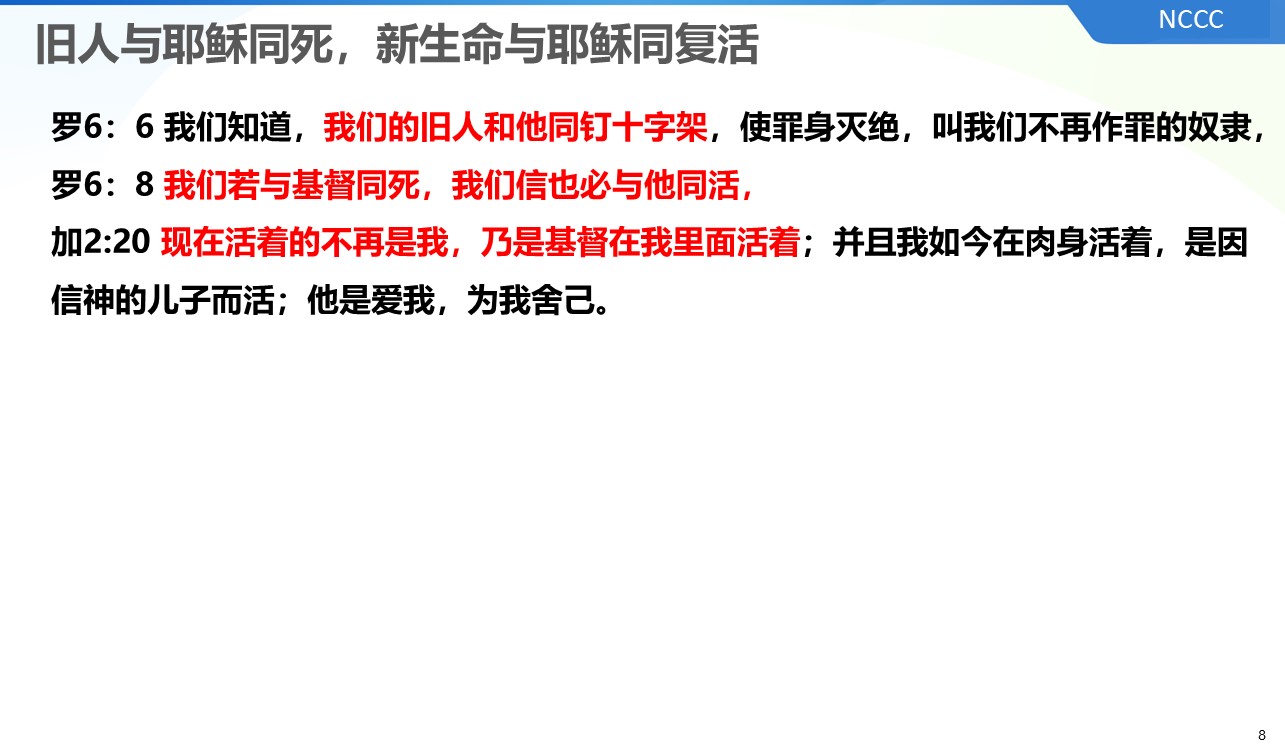 NCCC
旧人与耶稣同死，新生命与耶稣同复活
罗6：6 我们知道，我们的旧人和他同钉十字架，使罪身灭绝，叫我们不再作罪的奴隶，
罗6：8 我们若与基督同死，我们信也必与他同活，
加2:20 现在活着的不再是我，乃是基督在我里面活着；并且我如今在肉身活着，是因
信神的儿子而活；他是爱我，为我舍己。
8